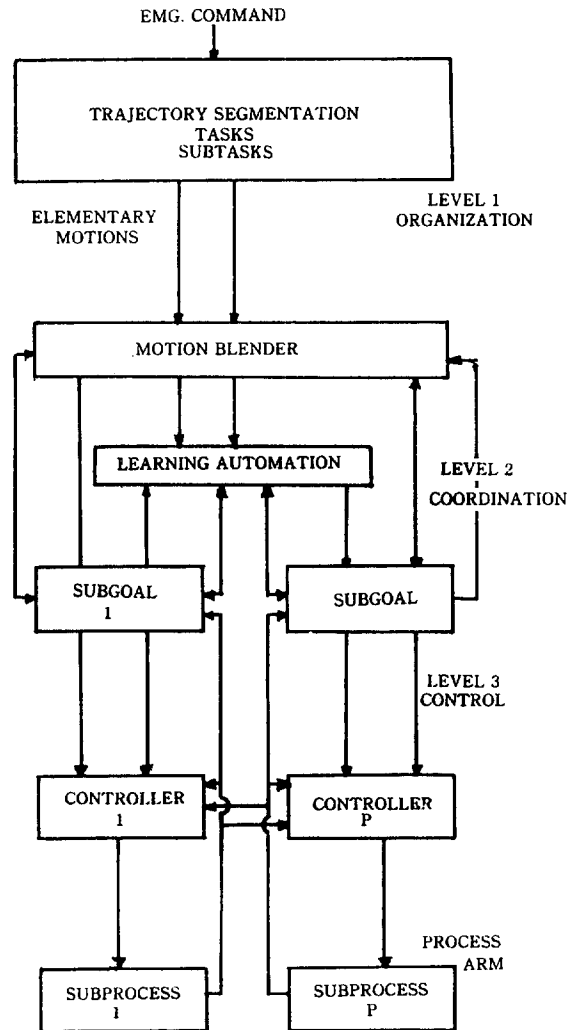 EMG. COMMAND
TRAJECTORY SEGMENTATION
TASKS
SUBTASKS
ELEMENTARY
MOTIONS
LEVEL 1
ORGANIZATION
MOTION BLENDER
LEARNING AUTOMATION
LEVEL 2
COORDINATION
SUBGOAL
1
SUBGOAL
LEVEL 3
CONTROL
CONTROLLER
1
CONTROLLER
P
PROCESS
ARM
SUBPROCESS
1
SUBPROCESS
P